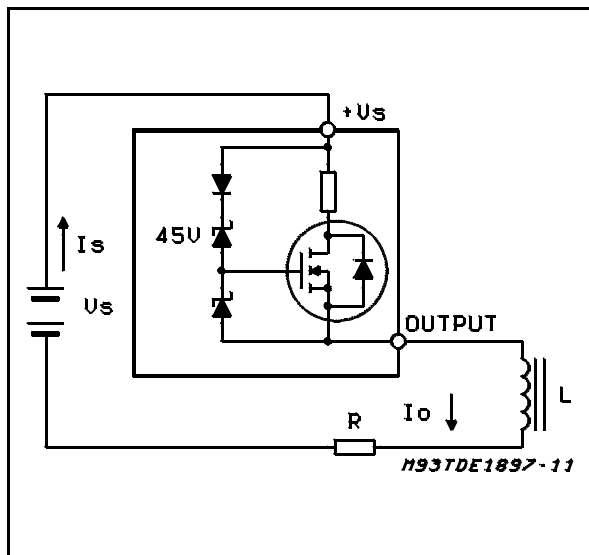 +Vs
45V
Is
Vs
OUTPUT
L
R
Io
M93TDE1897-11